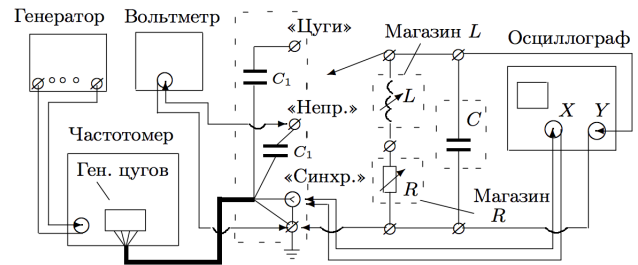 Генератор
Вольтметр
«Цуги»
Магазин L
Осциллограф
C₁
L
«Непр.»
X
Y
C
Частотомер
C₁
Ген. цугов
«Синхр.»
R
Магазин
R